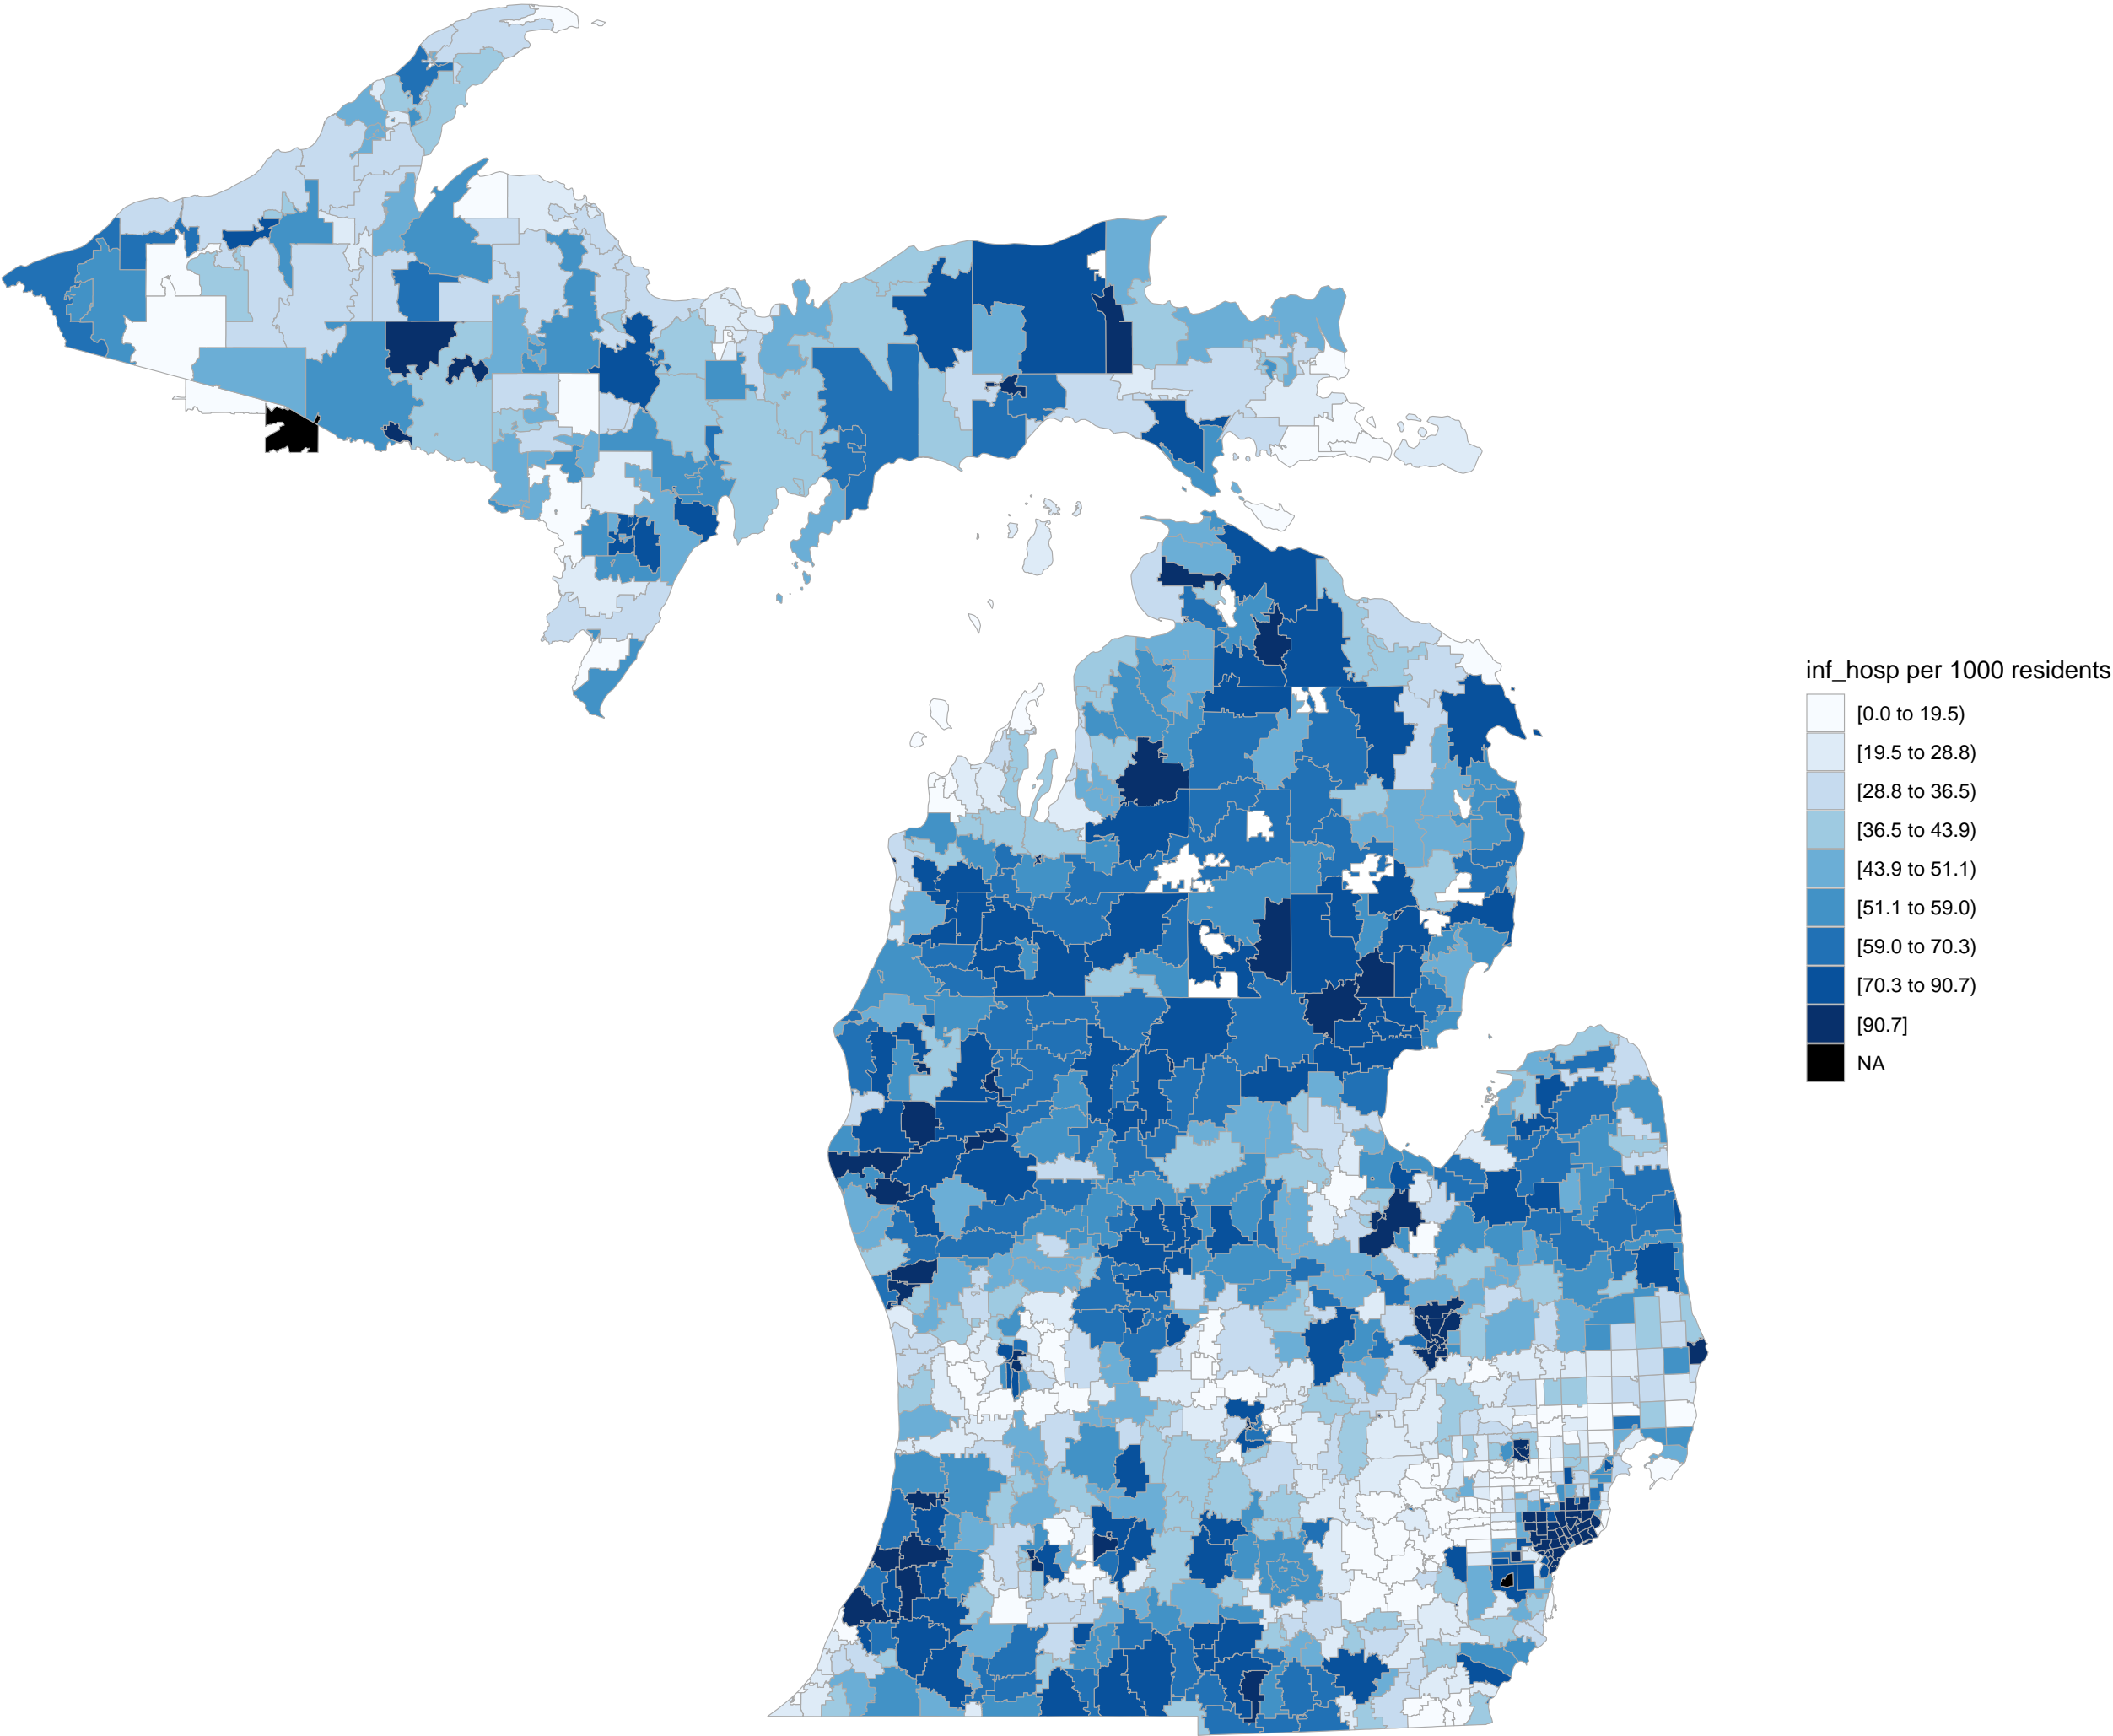 inf_hosp per 1000 residents
[0.0 to 19.5)
[19.5 to 28.8)
[28.8 to 36.5)
[36.5 to 43.9)
[43.9 to 51.1)
[51.1 to 59.0)
[59.0 to 70.3)
[70.3 to 90.7)
[90.7]
NA